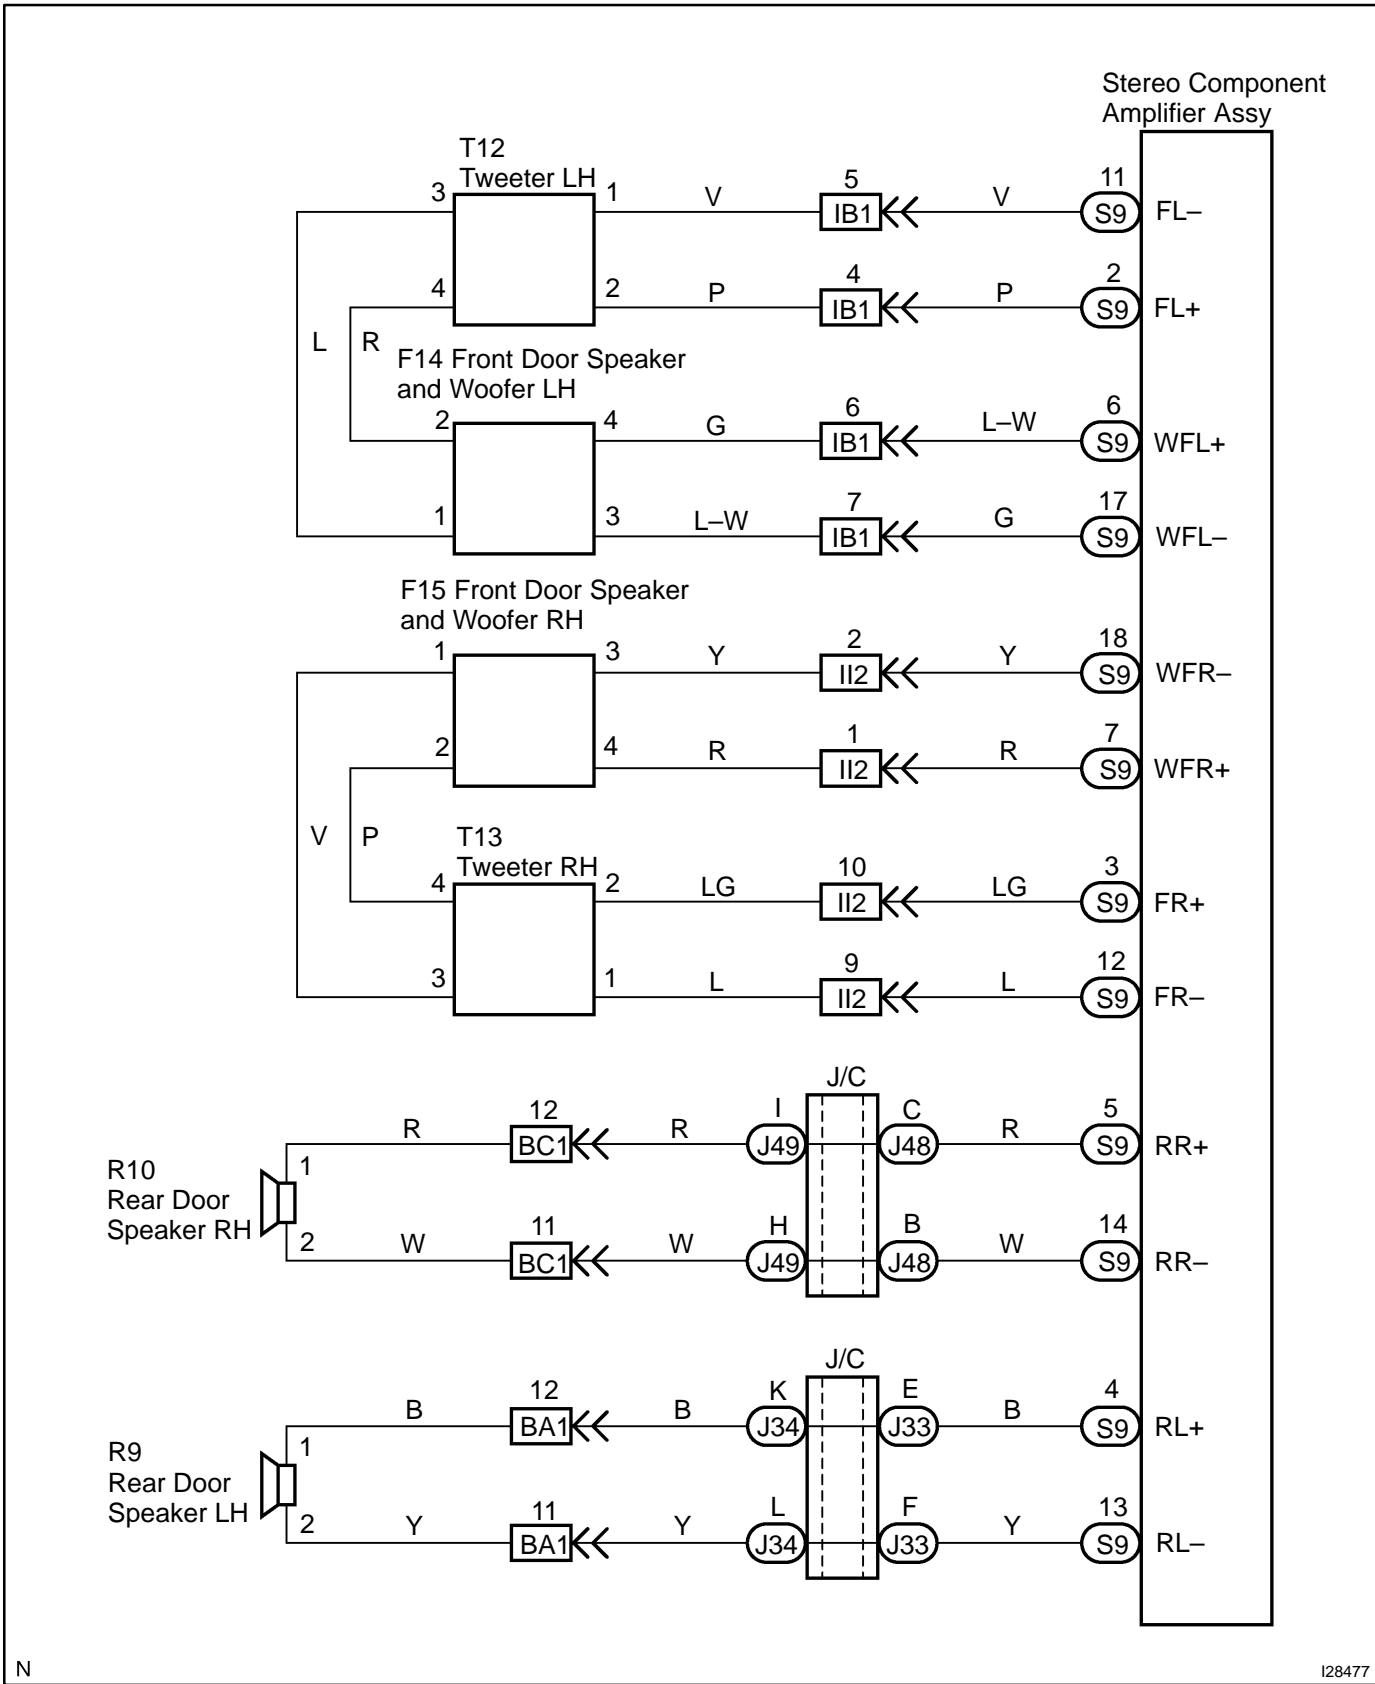 Stereo Component
Amplifier Assy
T12
Tweeter LH
3 1 V 5 V 11
IB1 S9 FL–
4 2 P 4 P 2
IB1 S9 FL+
L R
F14 Front Door Speaker
and Woofer LH
2 4 G 6 L–W 6
IB1 S9 WFL+
1 3 L–W 7 G 17
IB1 S9 WFL–
F15 Front Door Speaker
and Woofer RH
1 3 Y 2 Y 18
II2 S9 WFR–
2 4 R 1 R 7
II2 S9 WFR+
V P
T13
Tweeter RH
4 2 LG 10 LG 3
II2 S9 FR+
3 1 L 9 L 12
II2 S9 FR–
J/C
R 12 R I C R 5
BC1 J49 J48 S9 RR+
R10
Rear Door
Speaker RH
1
2 W 11 W H B W 14
BC1 J49 J48 S9 RR–
J/C
B 12 B K E B 4
BA1 J34 J33 S9 RL+
R9
Rear Door
Speaker LH
1
2 Y 11 Y L F Y 13
BA1 J34 J33 S9 RL–
N I28477